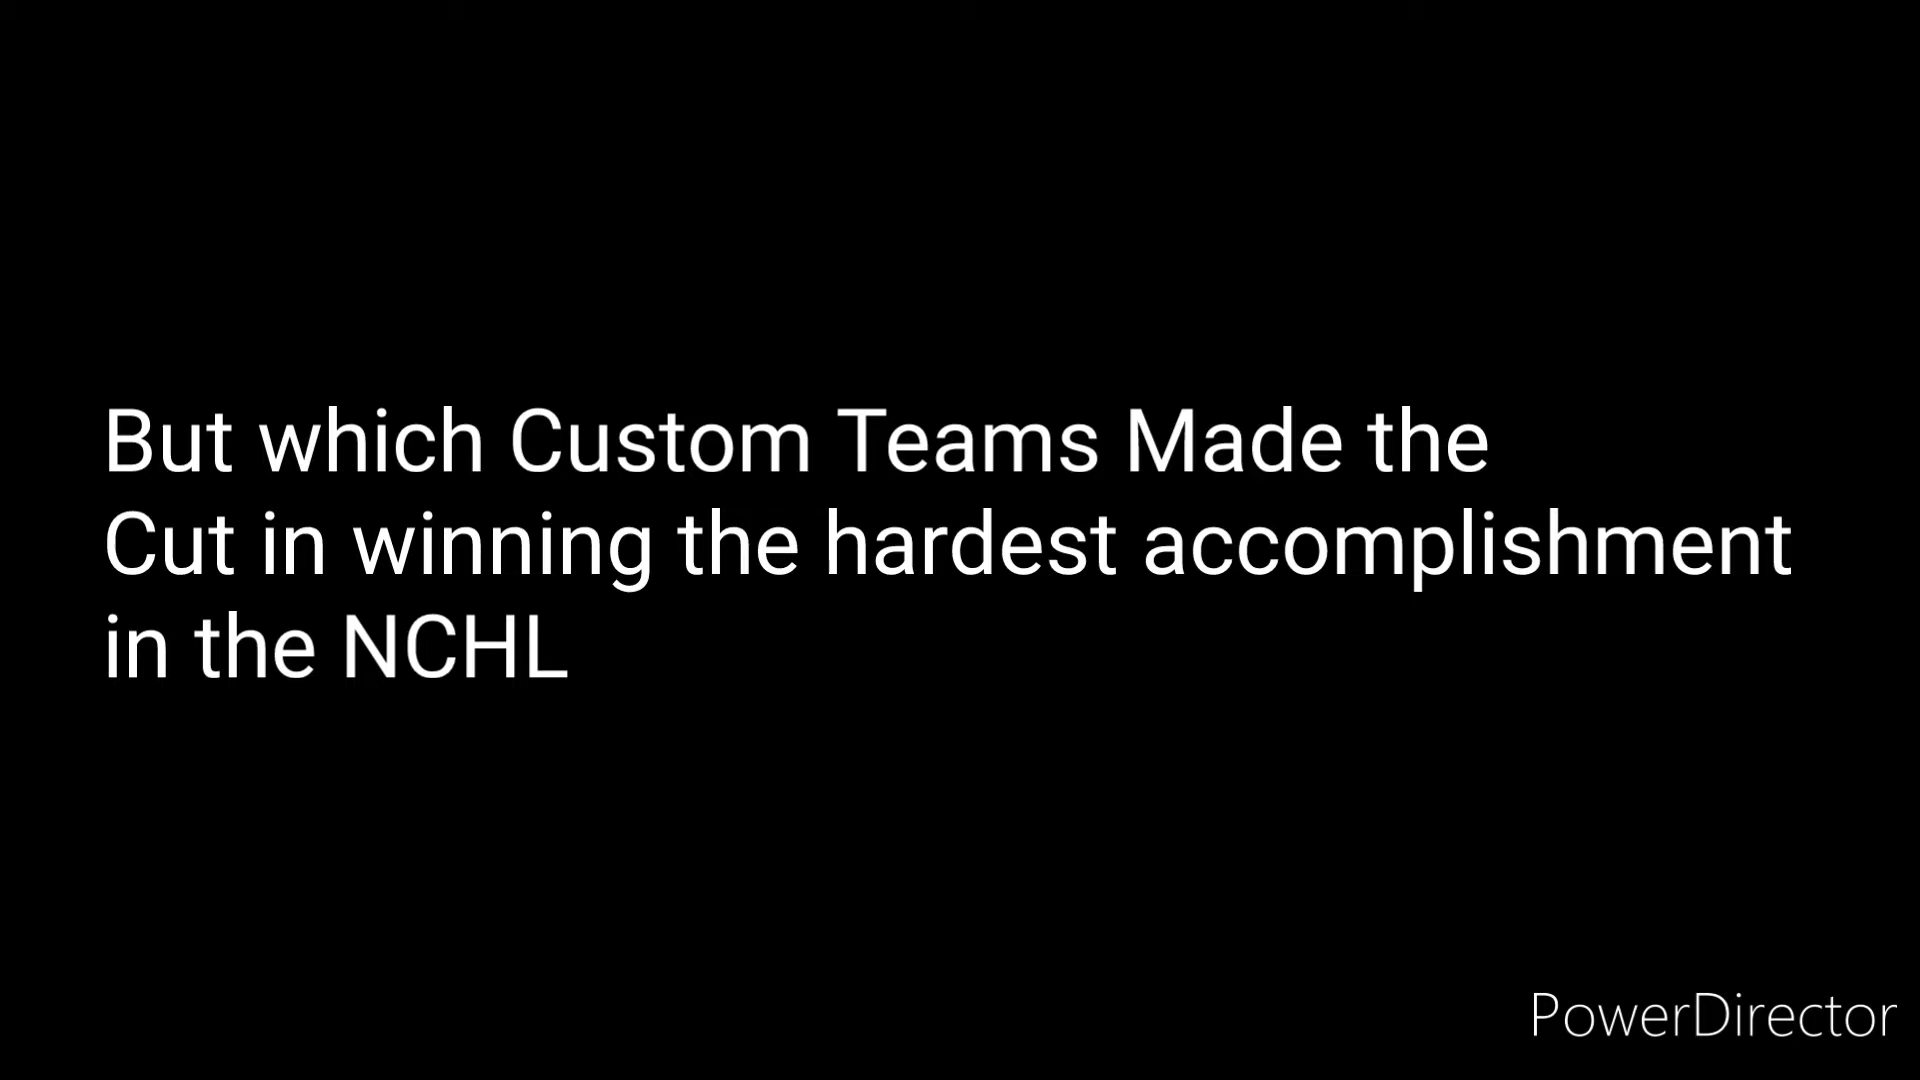 But which Custom Teams Made the
Cut in winning the hardest accomplishment
in the NCHL
PowerDirector